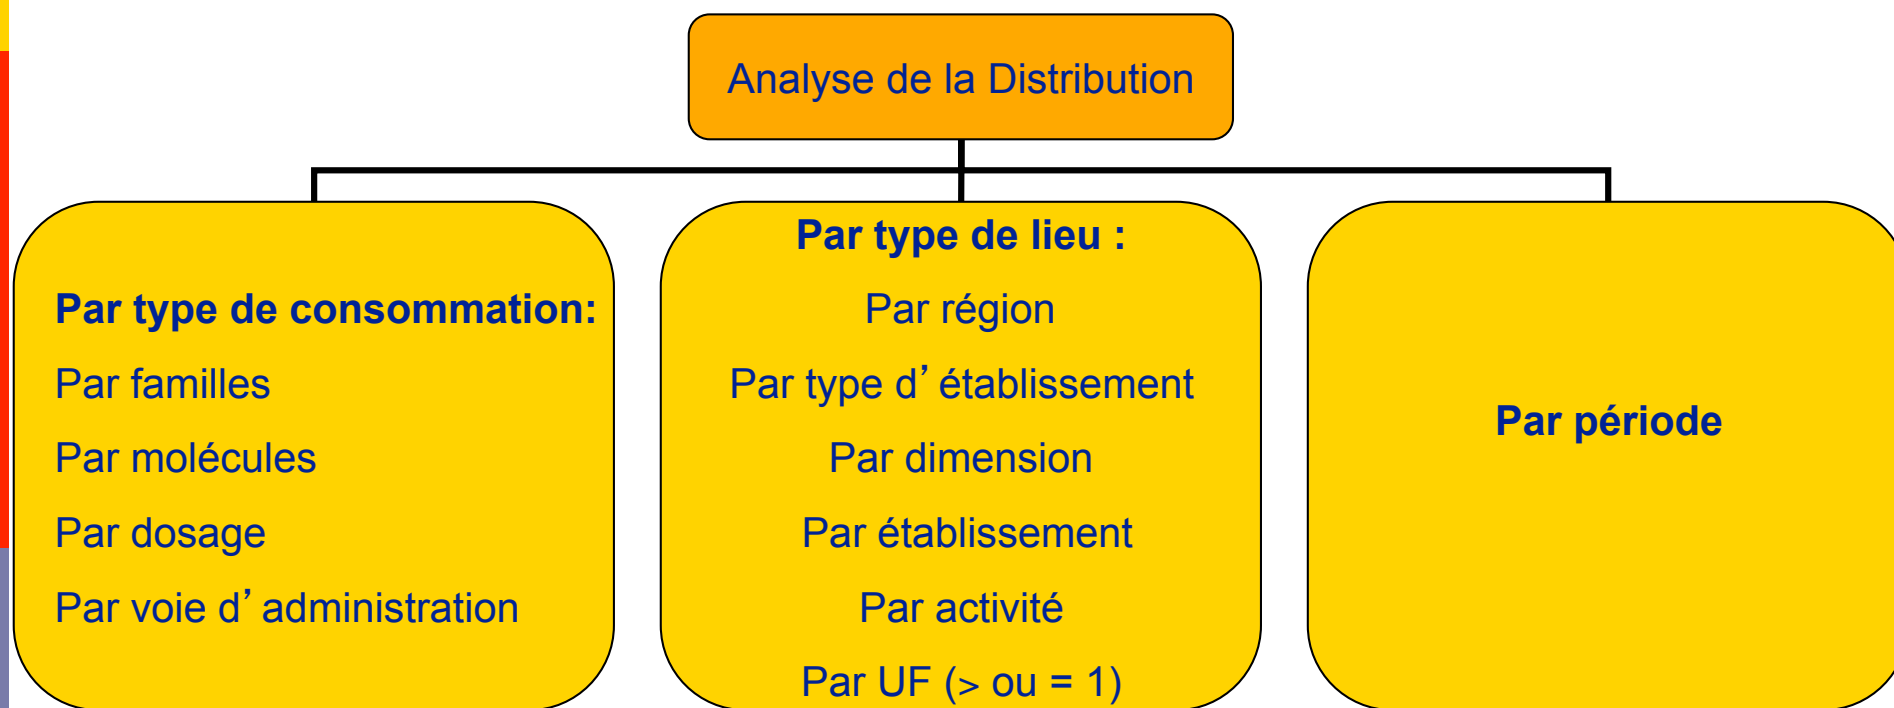 Analyse de la Distribution
Par type de consommation:
Par familles
Par molécules
Par dosage
Par voie d’ administration
Par type de lieu :
Par région
Par type d’ établissement
Par dimension
Par établissement
Par activité
Par UF (> ou = 1)
Par période